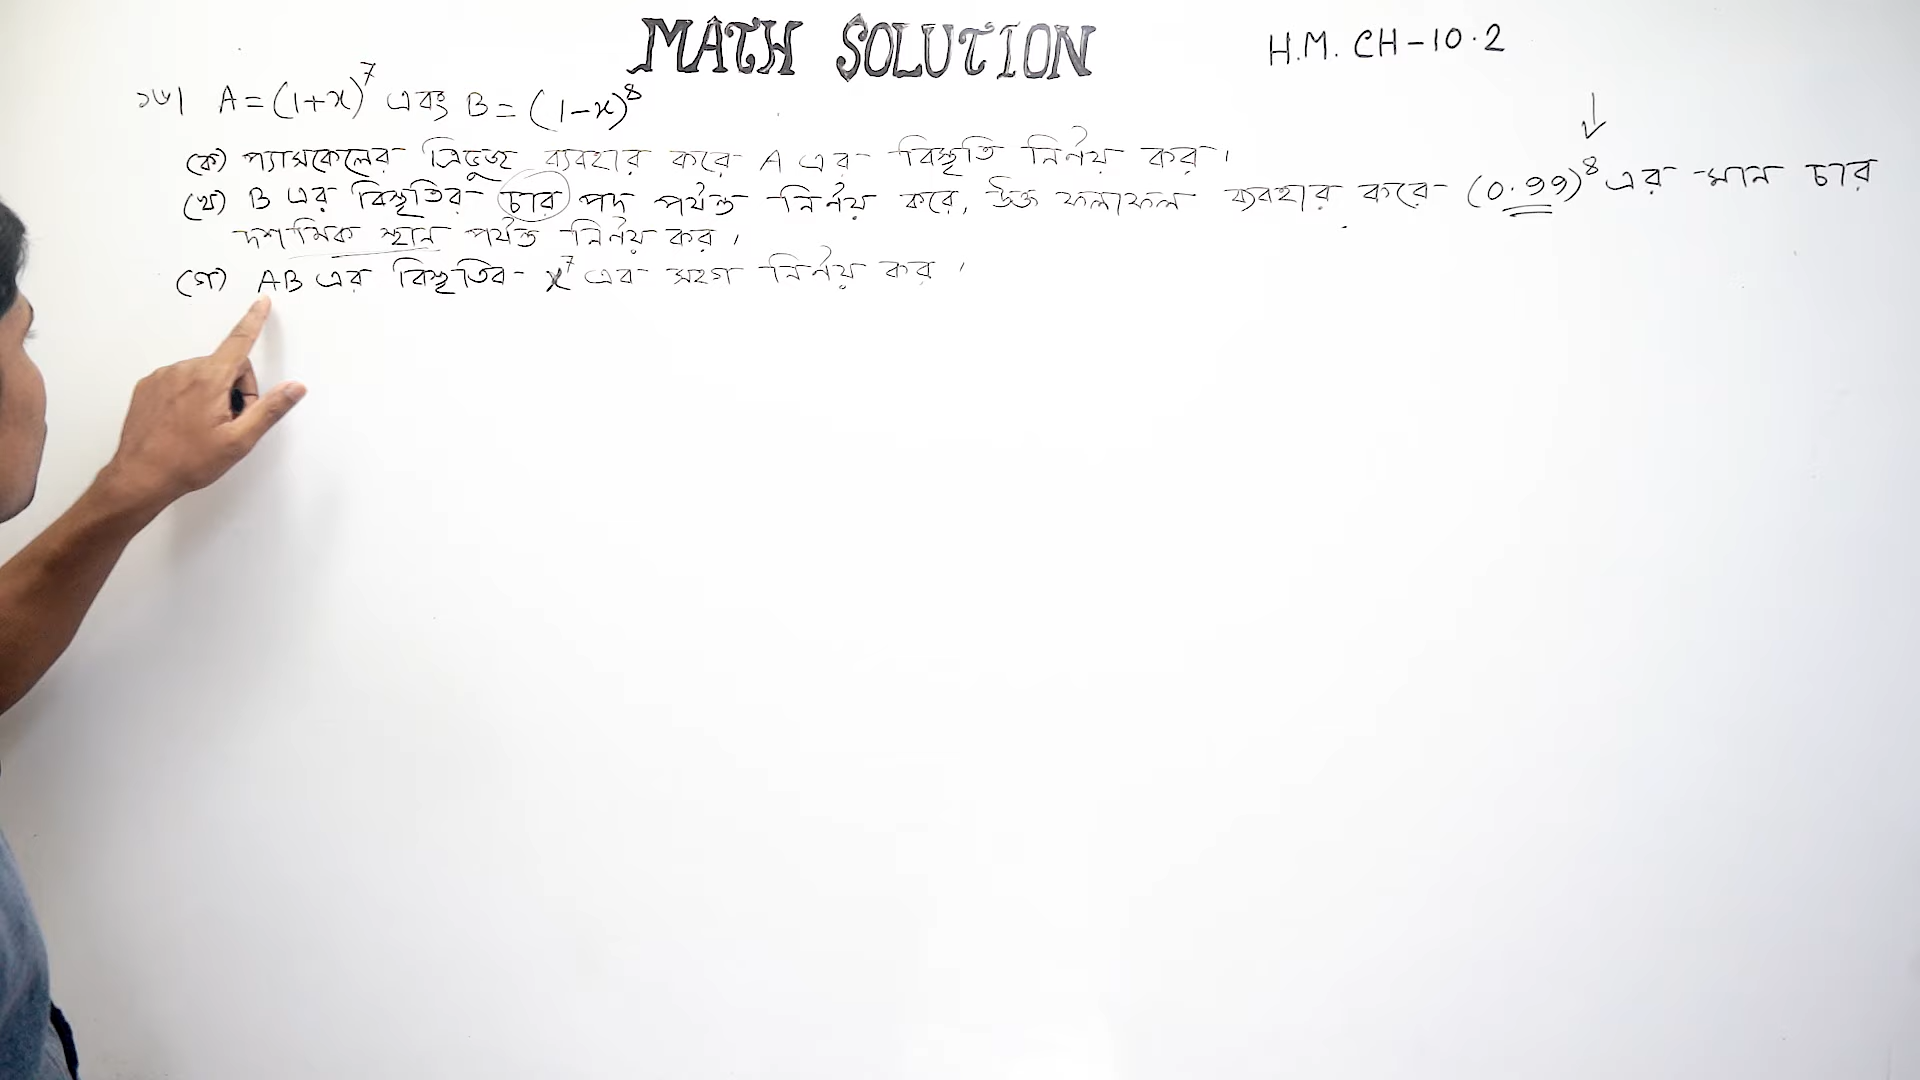 MATH SOLUTION
H.M. CH-10.2
১৬। A = (1+x)⁷ এবং B = (1-x)⁸
(ক) প্যাসকেলের ত্রিভুজ ব্যবহার করে A এর বিস্তৃতি নির্ণয় কর।
(খ) B এর বিস্তৃতির চার পদ পর্যন্ত নির্ণয় করে, উক্ত ফলাফল ব্যবহার করে (0.99)⁸ এর মান চার
দশমিক স্থান পর্যন্ত নির্ণয় কর।
(গ) AB এর বিস্তৃতির x⁷ এর সহগ নির্ণয় কর।